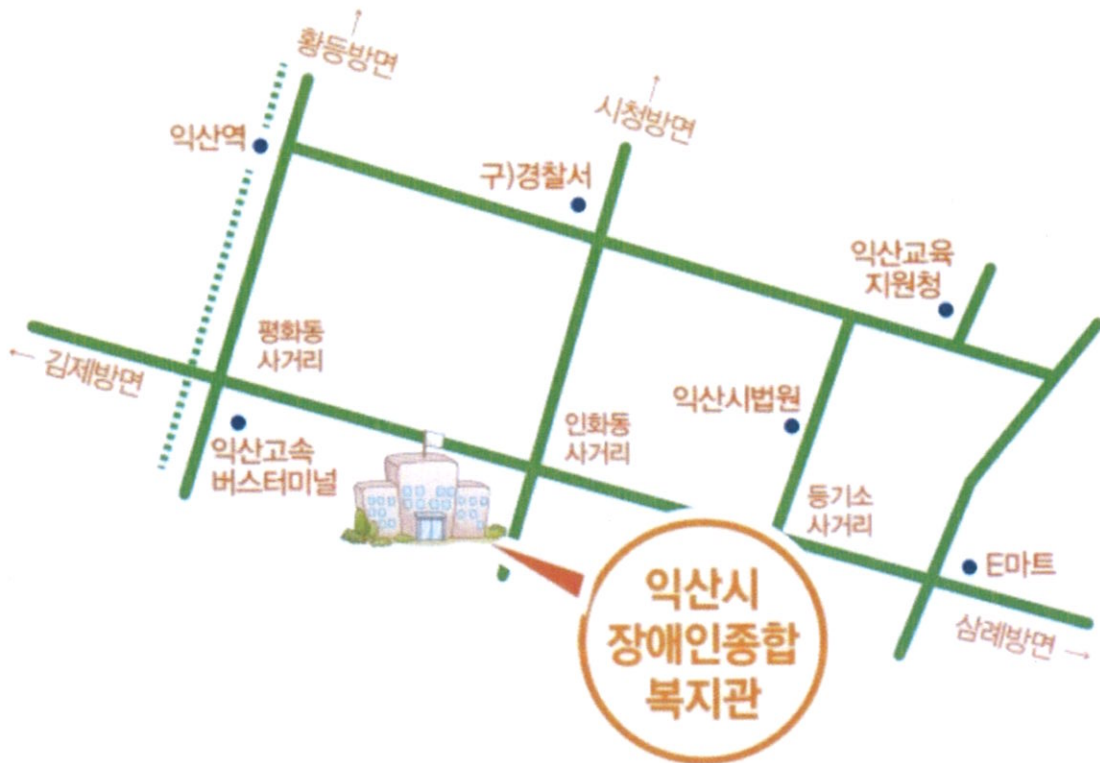 황등방면
시청방면
익산역
구)경찰서
익산교육
지원청
평화동
사거리
← 김제방면
익산시법원
인화동
사거리
익산고속
버스터미널
등기소
사거리
E마트
익산시
장애인종합
복지관
삼례방면 →